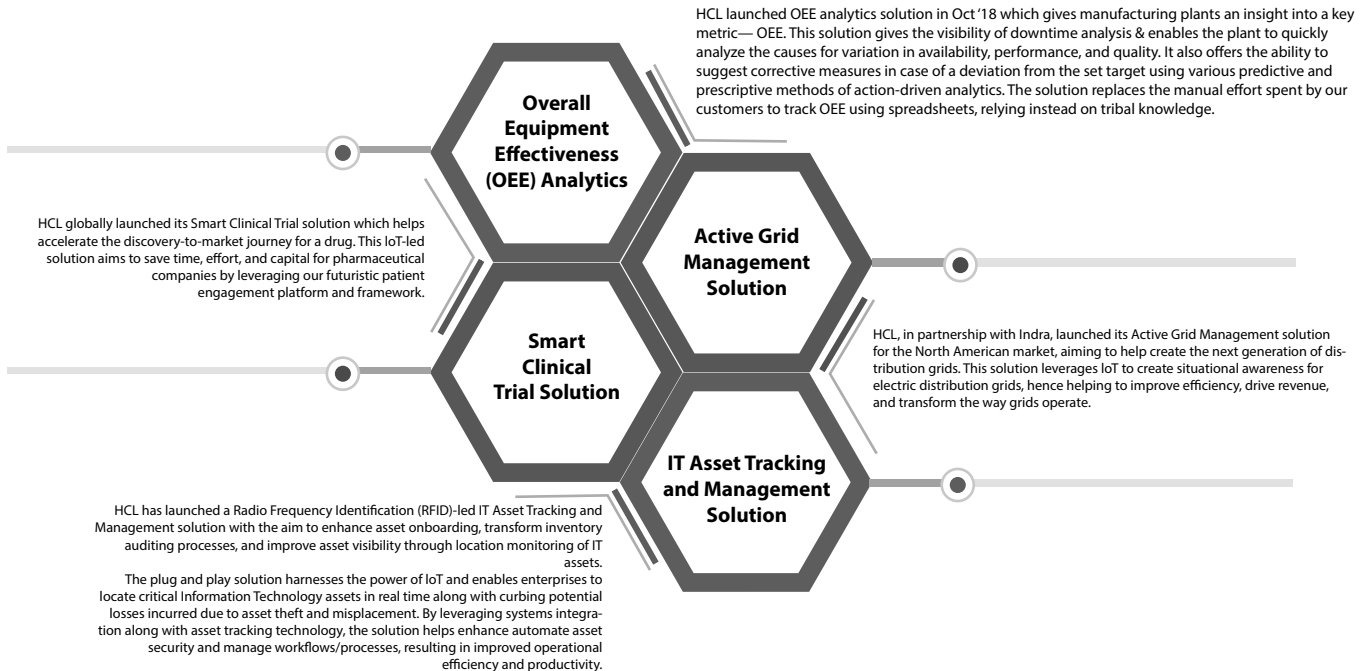 HCL launched OEE analytics solution in Oct ‘18 which gives manufacturing plants an insight into a key
metric— OEE. This solution gives the visibility of downtime analysis & enables the plant to quickly
analyze the causes for variation in availability, performance, and quality. It also offers the ability to
suggest corrective measures in case of a deviation from the set target using various predictive and
prescriptive methods of action-driven analytics. The solution replaces the manual effort spent by our
customers to track OEE using spreadsheets, relying instead on tribal knowledge.
Overall
Equipment
Effectiveness
(OEE) Analytics
HCL globally launched its Smart Clinical Trial solution which helps
accelerate the discovery-to-market journey for a drug. This IoT-led
solution aims to save time, effort, and capital for pharmaceutical
companies by leveraging our futuristic patient
engagement platform and framework.
Active Grid
Management
Solution
Smart
Clinical
Trial Solution
HCL, in partnership with Indra, launched its Active Grid Management solution
for the North American market, aiming to help create the next generation of dis-
tribution grids. This solution leverages IoT to create situational awareness for
electric distribution grids, hence helping to improve efficiency, drive revenue,
and transform the way grids operate.
IT Asset Tracking
and Management
Solution
HCL has launched a Radio Frequency Identification (RFID)-led IT Asset Tracking and
Management solution with the aim to enhance asset onboarding, transform inventory
auditing processes, and improve asset visibility through location monitoring of IT
assets.
The plug and play solution harnesses the power of IoT and enables enterprises to
locate critical Information Technology assets in real time along with curbing potential
losses incurred due to asset theft and misplacement. By leveraging systems integra-
tion along with asset tracking technology, the solution helps enhance automate asset
security and manage workflows/processes, resulting in improved operational
efficiency and productivity.